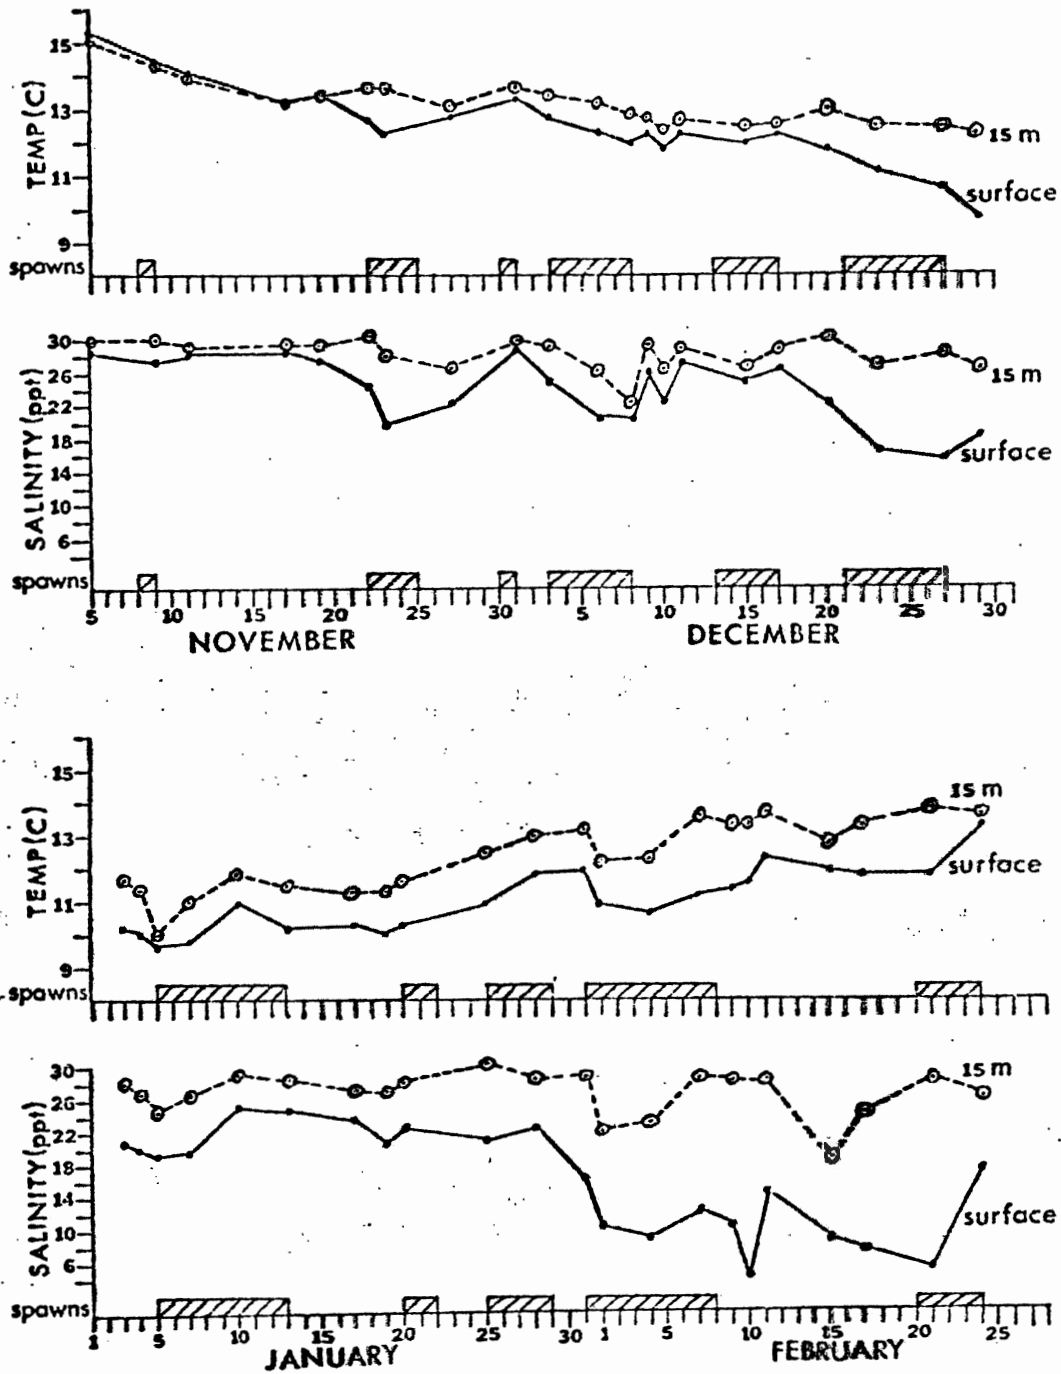 TEMP (C)
15
13
11
9
15 m
surface
spawns
SALINITY (ppt)
30
26
22
18
14
10
6
15 m
surface
spawns
5 10 15 20 25 5 10 15 20 25 30
NOVEMBER DECEMBER
TEMP (C)
15
13
11
9
15 m
surface
spawns
SALINITY (ppt)
30
26
22
18
14
10
6
15 m
surface
spawns
1 5 10 15 20 25 30 1 5 10 15 20 25
JANUARY FEBRUARY